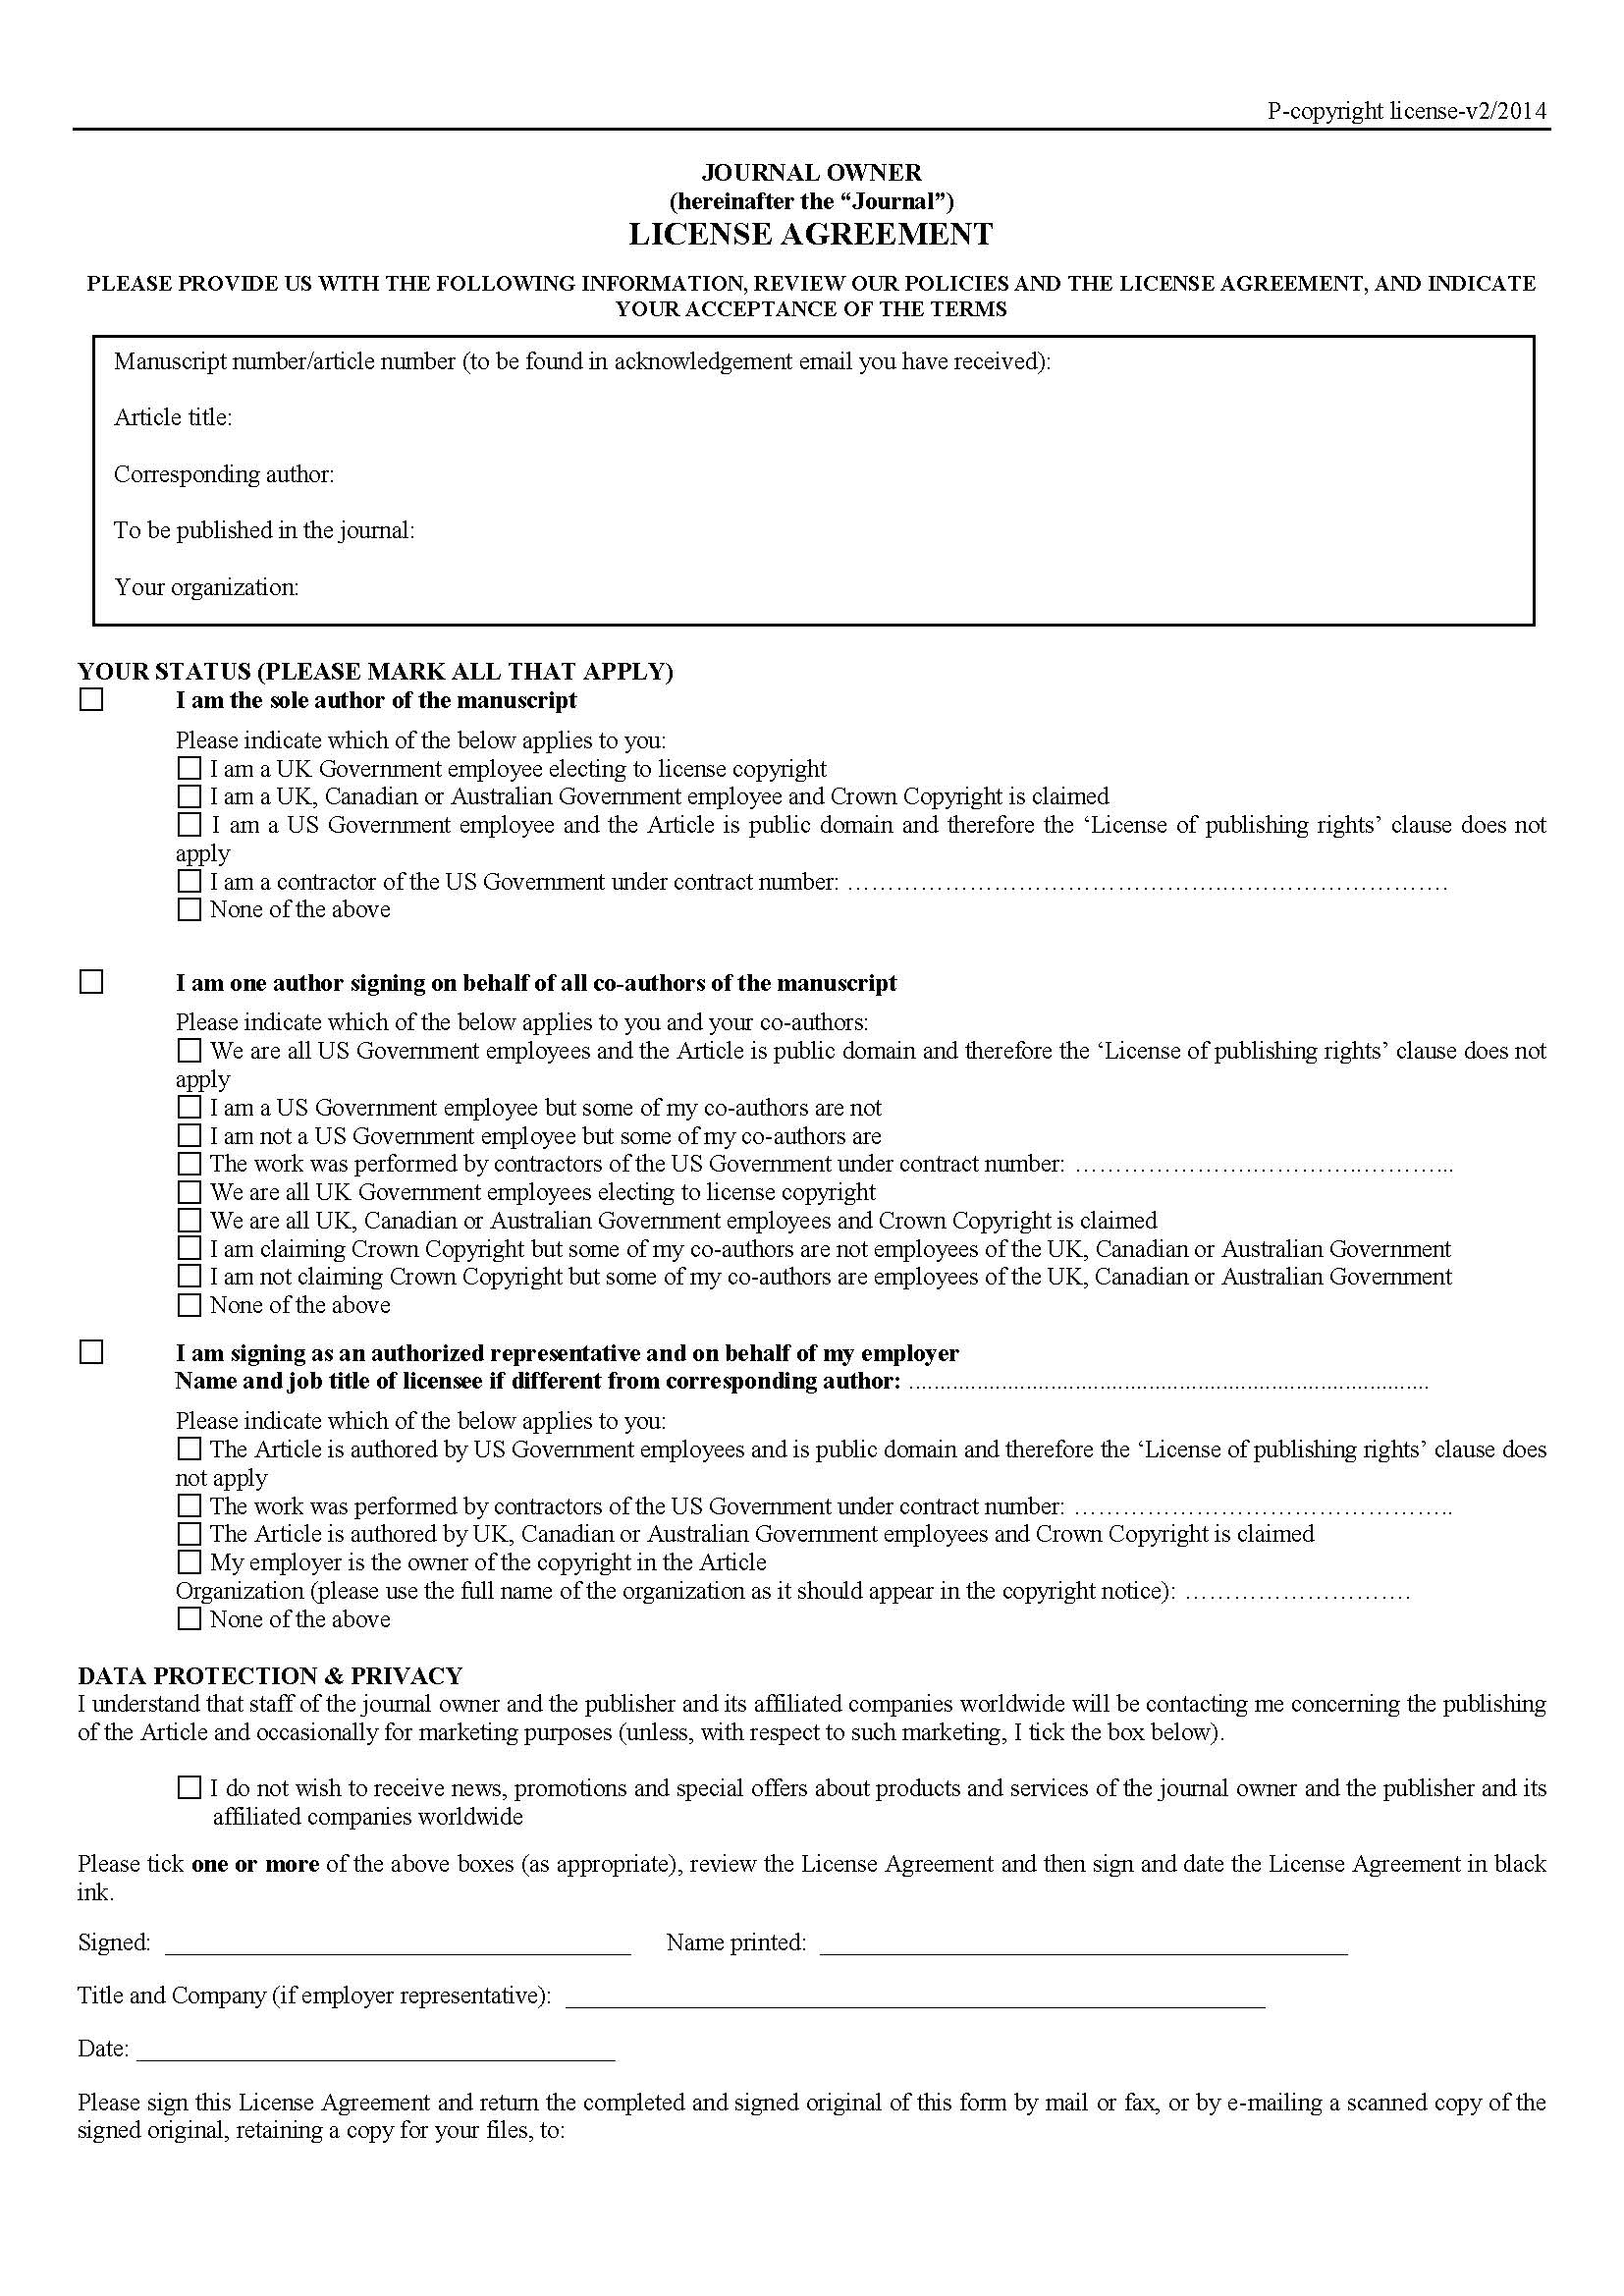 P-copyright license-v2/2014
JOURNAL OWNER
(hereinafter the “Journal”)
LICENSE AGREEMENT
PLEASE PROVIDE US WITH THE FOLLOWING INFORMATION, REVIEW OUR POLICIES AND THE LICENSE AGREEMENT, AND INDICATE
YOUR ACCEPTANCE OF THE TERMS
Manuscript number/article number (to be found in acknowledgement email you have received):
Article title:
Corresponding author:
To be published in the journal:
Your organization:
YOUR STATUS (PLEASE MARK ALL THAT APPLY)
☐ I am the sole author of the manuscript
Please indicate which of the below applies to you:
☐ I am a UK Government employee electing to license copyright
☐ I am a UK, Canadian or Australian Government employee and Crown Copyright is claimed
☐ I am a US Government employee and the Article is public domain and therefore the ‘License of publishing rights’ clause does not
apply
☐ I am a contractor of the US Government under contract number: ……………………………………….……………………….
☐ None of the above
☐ I am one author signing on behalf of all co-authors of the manuscript
Please indicate which of the below applies to you and your co-authors:
☐ We are all US Government employees and the Article is public domain and therefore the ‘License of publishing rights’ clause does not
apply
☐ I am a US Government employee but some of my co-authors are not
☐ I am not a US Government employee but some of my co-authors are
☐ The work was performed by contractors of the US Government under contract number: ………………….………….………...
☐ We are all UK Government employees electing to license copyright
☐ We are all UK, Canadian or Australian Government employees and Crown Copyright is claimed
☐ I am claiming Crown Copyright but some of my co-authors are not employees of the UK, Canadian or Australian Government
☐ I am not claiming Crown Copyright but some of my co-authors are employees of the UK, Canadian or Australian Government
☐ None of the above
☐ I am signing as an authorized representative and on behalf of my employer
Name and job title of licensee if different from corresponding author: ....................................................................................
Please indicate which of the below applies to you:
☐ The Article is authored by US Government employees and is public domain and therefore the ‘License of publishing rights’ clause does
not apply
☐ The work was performed by contractors of the US Government under contract number: ………………………………………..
☐ The Article is authored by UK, Canadian or Australian Government employees and Crown Copyright is claimed
☐ My employer is the owner of the copyright in the Article
Organization (please use the full name of the organization as it should appear in the copyright notice): ……………………….
☐ None of the above
DATA PROTECTION & PRIVACY
I understand that staff of the journal owner and the publisher and its affiliated companies worldwide will be contacting me concerning the publishing
of the Article and occasionally for marketing purposes (unless, with respect to such marketing, I tick the box below).
☐ I do not wish to receive news, promotions and special offers about products and services of the journal owner and the publisher and its
affiliated companies worldwide
Please tick one or more of the above boxes (as appropriate), review the License Agreement and then sign and date the License Agreement in black
ink.
Signed: ______________________ Name printed: ______________________
Title and Company (if employer representative): ______________________
Date: ______________________
Please sign this License Agreement and return the completed and signed original of this form by mail or fax, or by e-mailing a scanned copy of the
signed original, retaining a copy for your files, to: